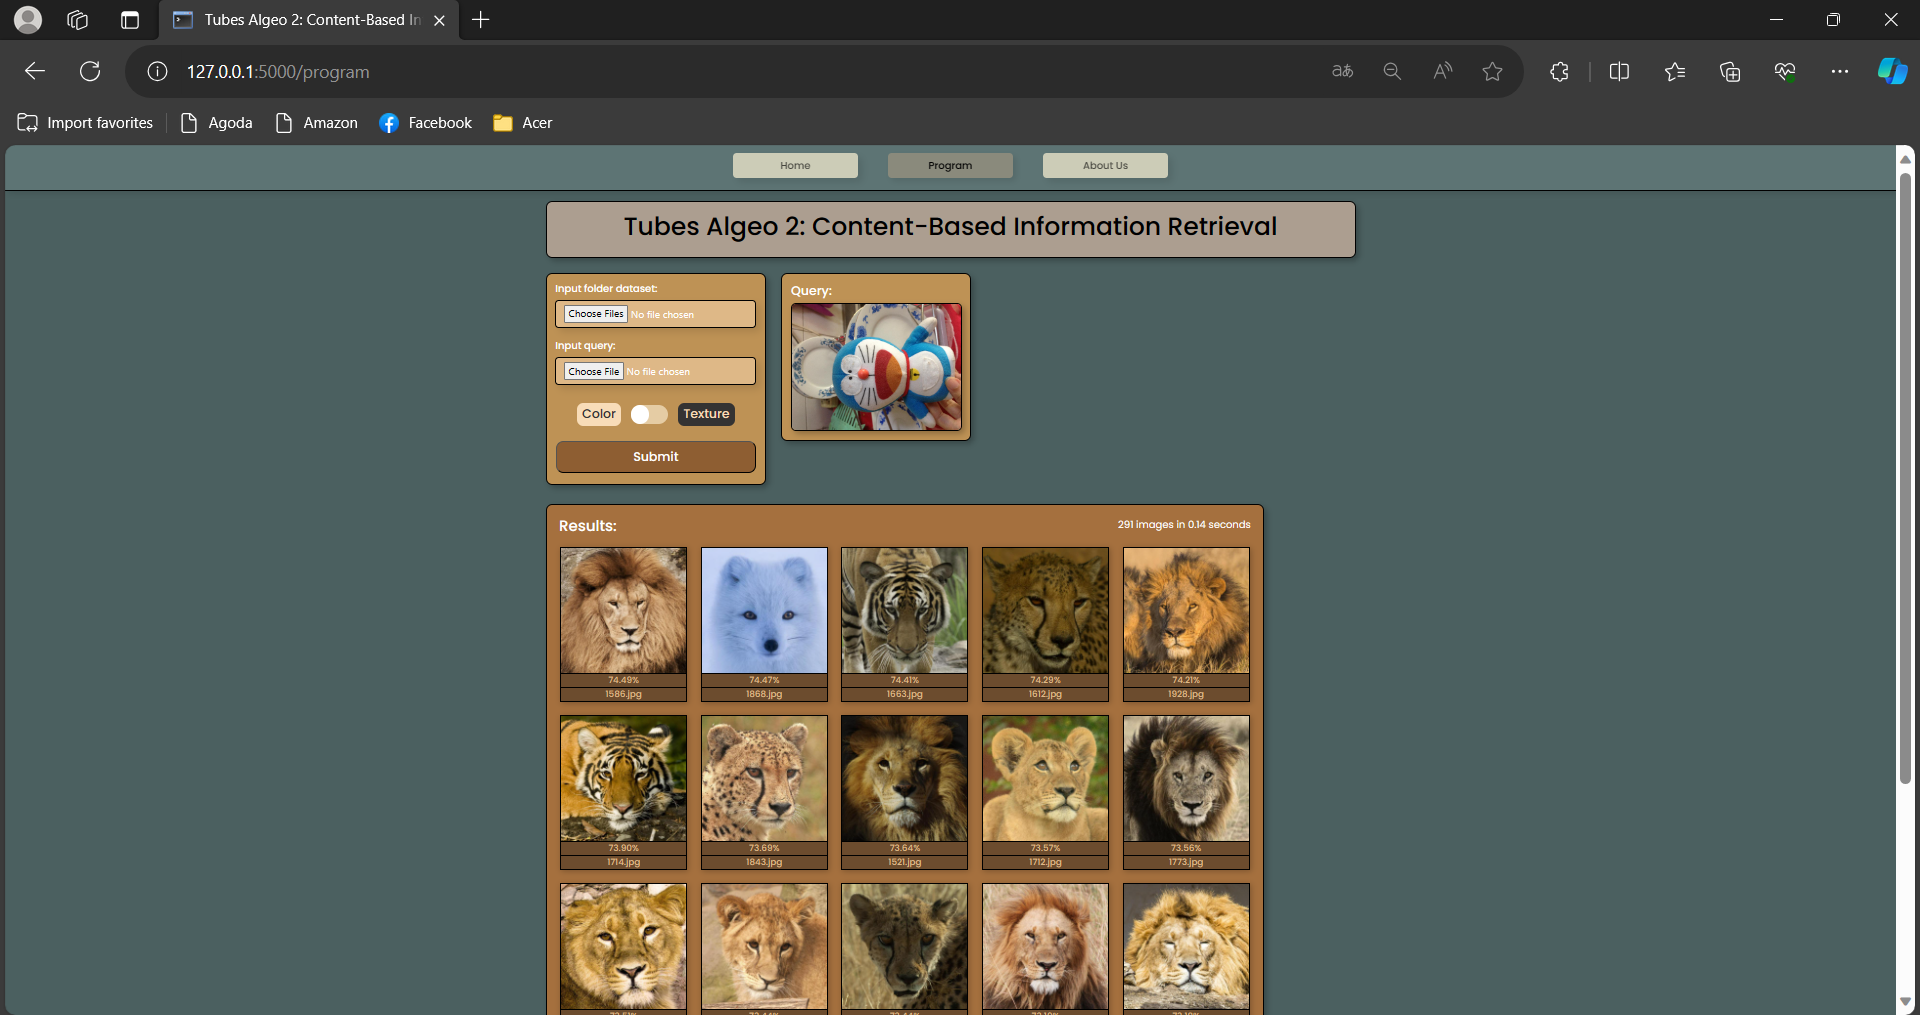 Tubes Algeo 2: Content-Based In
127.0.0.1:5000/program
Import favorites
Agoda
Amazon
Facebook
Acer
Home
Program
About Us
Tubes Algeo 2: Content-Based Information Retrieval
Input folder dataset:
Choose Files No file chosen
Input query:
Choose File No file chosen
Color
Texture
Submit
Query:
Results:
291 images in 0.14 seconds
74.49%
1586.jpg
74.47%
1868.jpg
74.41%
1663.jpg
74.29%
1612.jpg
74.21%
1928.jpg
73.90%
1714.jpg
73.69%
1843.jpg
73.64%
1521.jpg
73.57%
1712.jpg
73.56%
1773.jpg